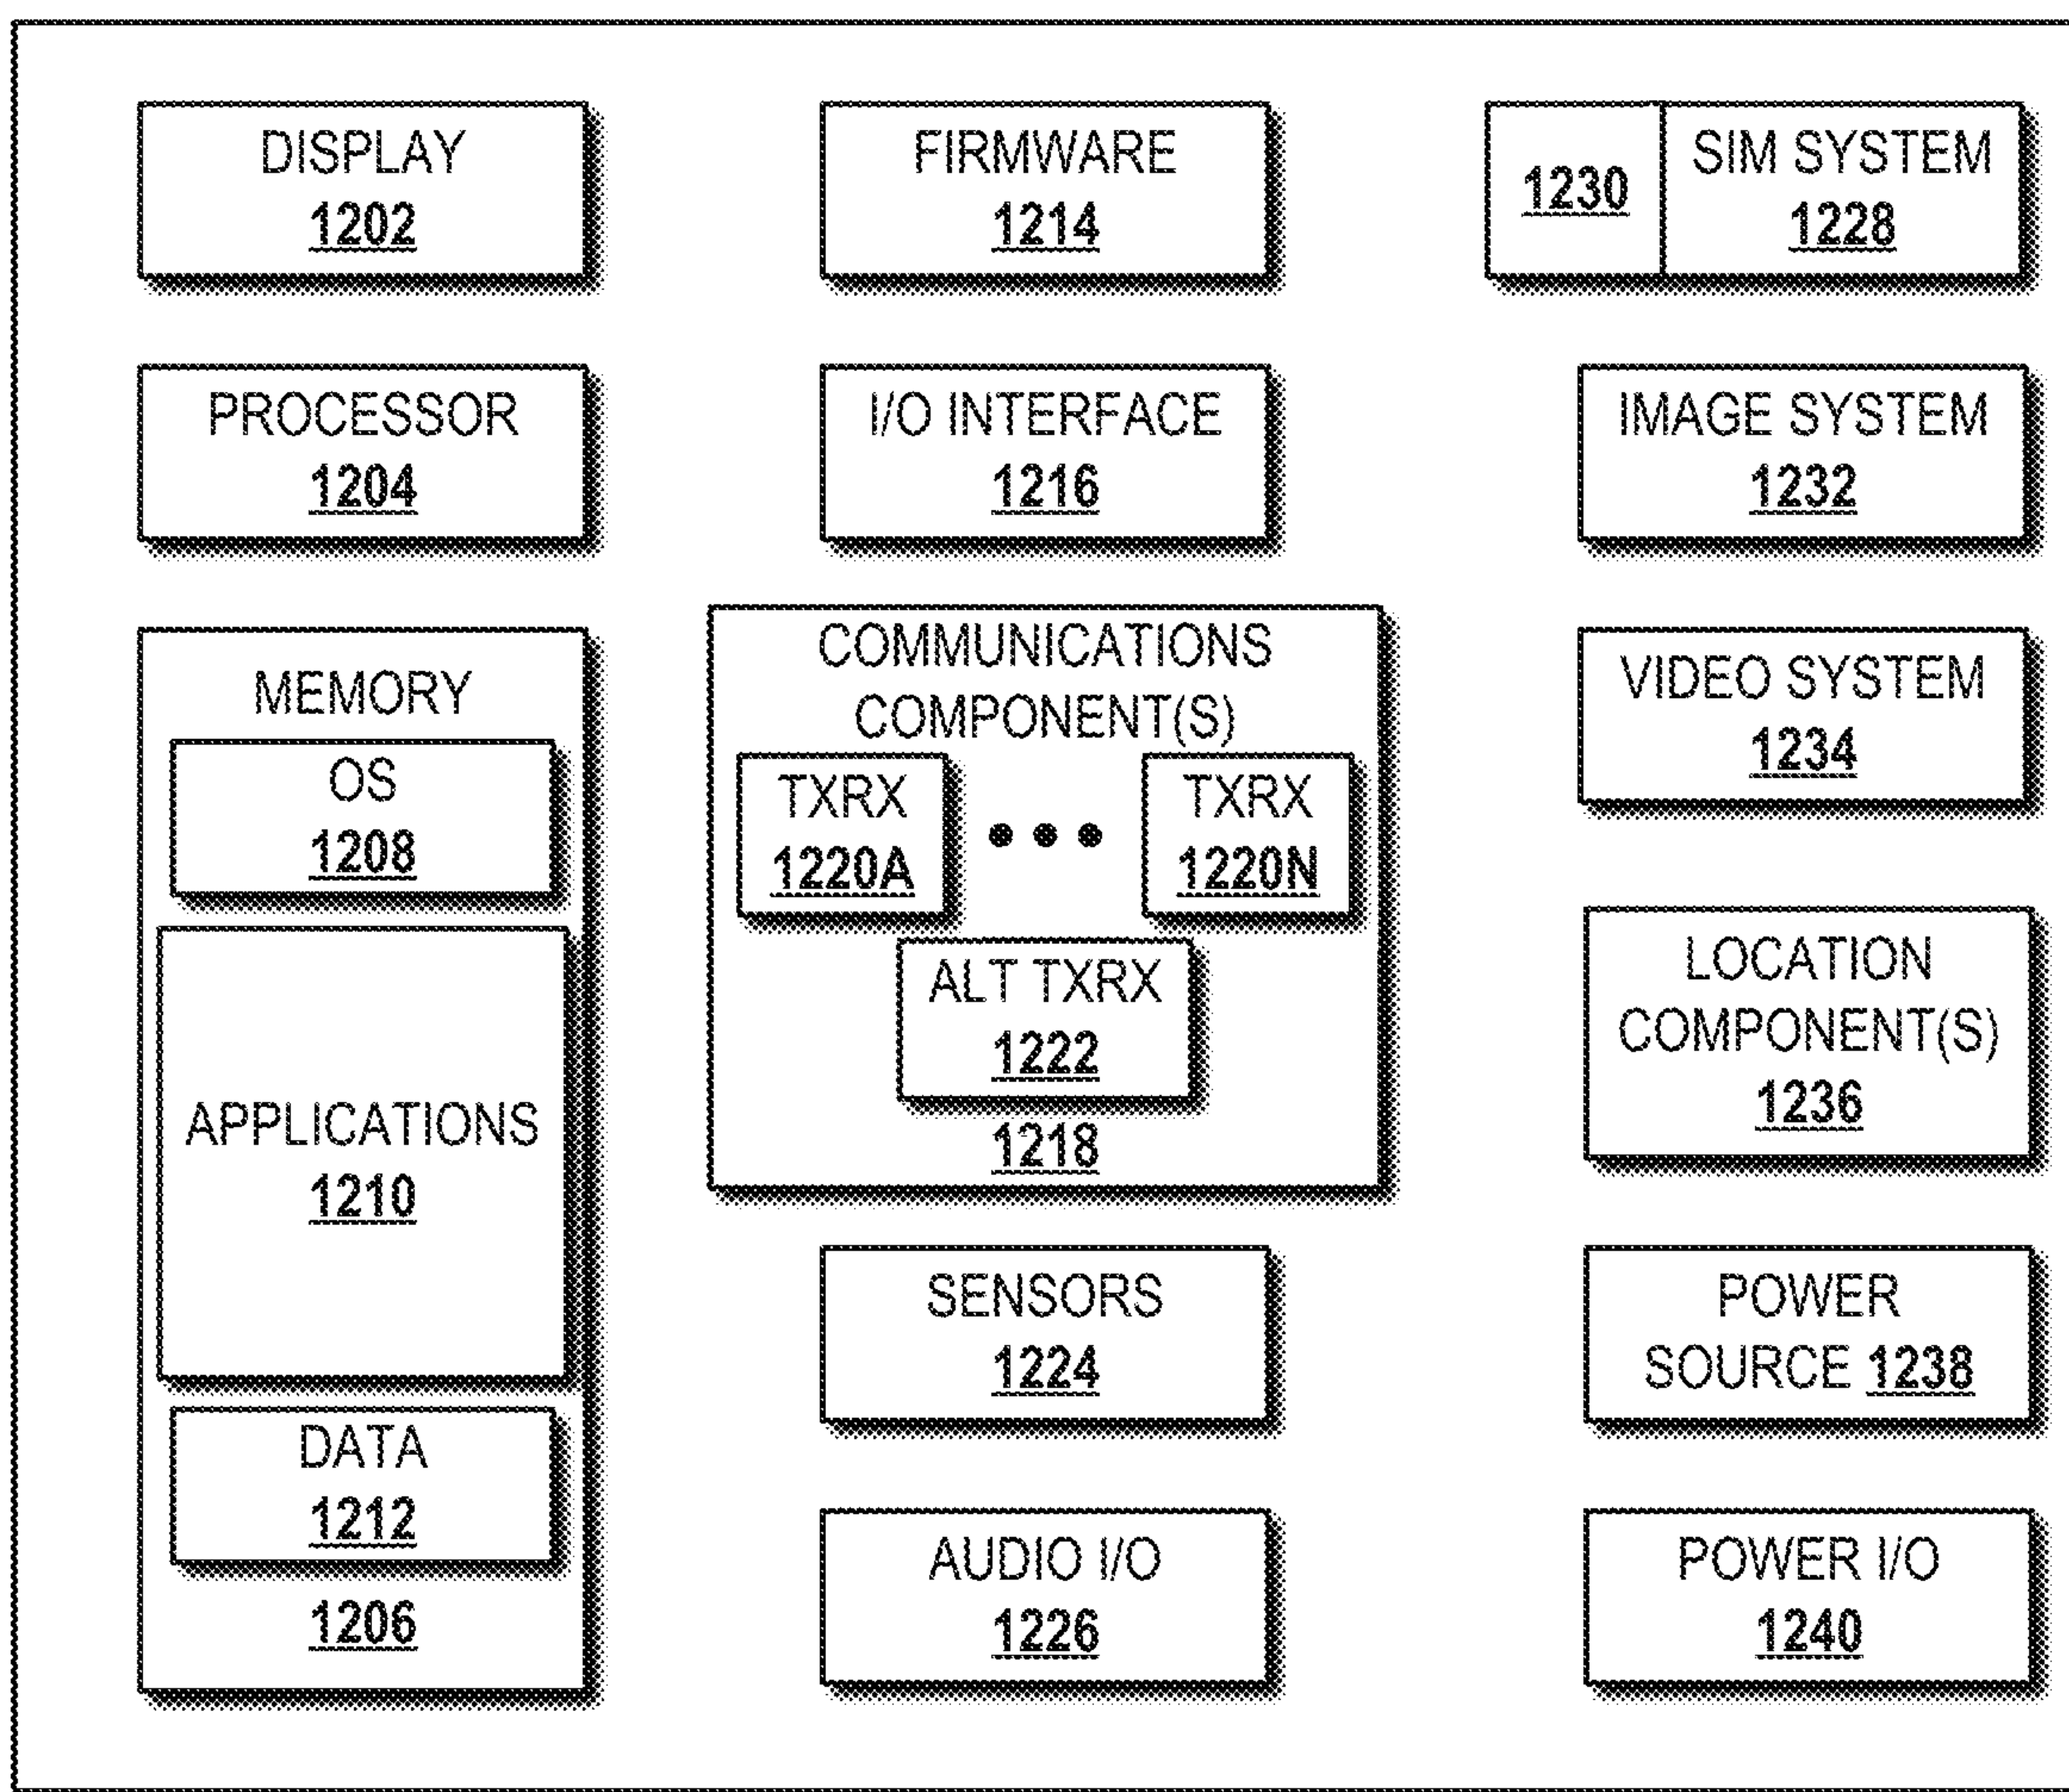 DISPLAY
1202
PROCESSOR
1204
MEMORY
OS
1208
APPLICATIONS
1210
DATA
1212
1206
FIRMWARE
1214
I/O INTERFACE
1216
COMMUNICATIONS
COMPONENT(S)
TXRX
1220A
TXRX
1220N
ALT TXRX
1222
1218
SENSORS
1224
AUDIO I/O
1226
1230
SIM SYSTEM
1228
IMAGE SYSTEM
1232
VIDEO SYSTEM
1234
LOCATION
COMPONENT(S)
1236
POWER
SOURCE 1238
POWER I/O
1240